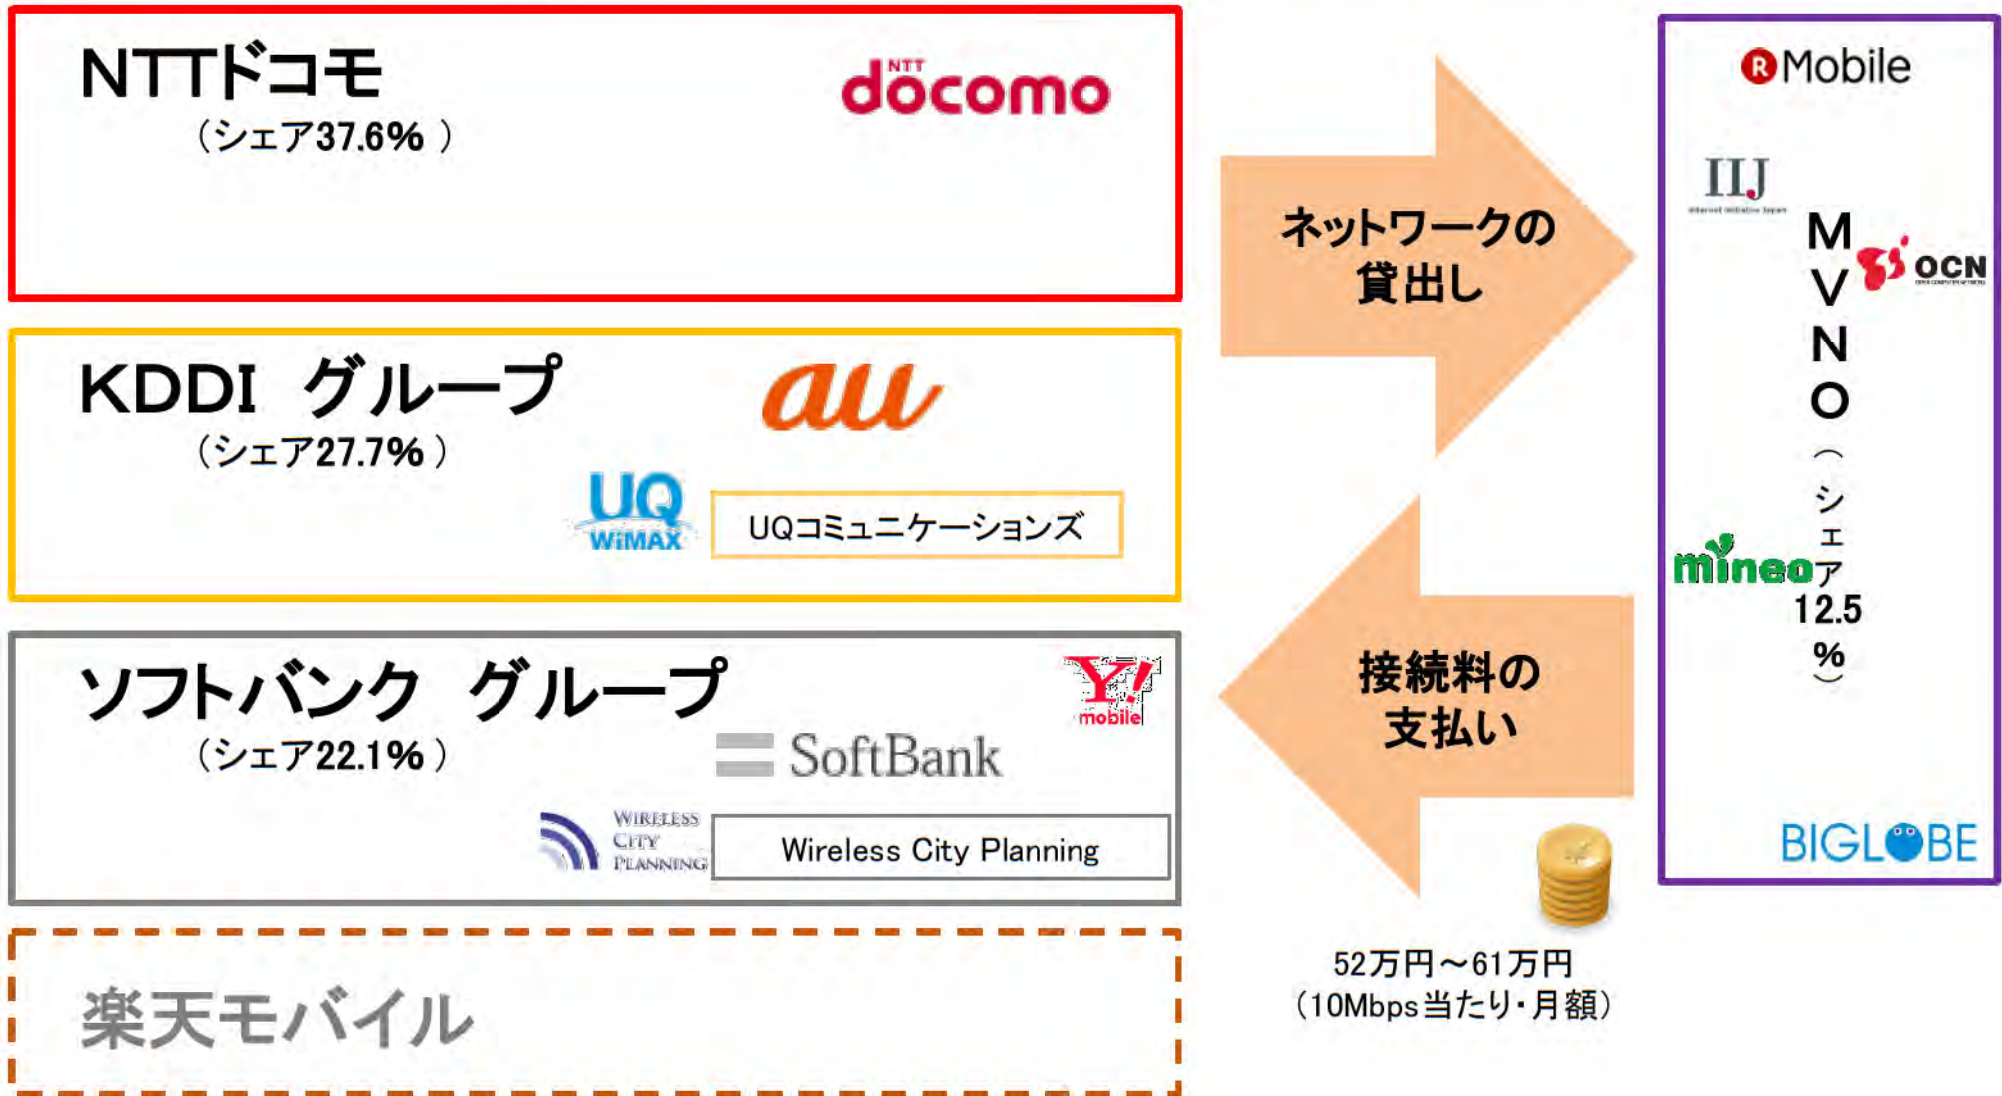 NTTドコモ
（シェア37.6% ）
NTT
docomo
KDDI グループ
（シェア27.7% ）
au
UQ
WiMAX
UQコミュニケーションズ
ソフトバンク グループ
（シェア22.1% ）
Y!
mobile
SoftBank
WIRELESS
CITY
PLANNING
Wireless City Planning
楽天モバイル
ネットワークの
貸出し
接続料の
支払い
52万円～61万円
（10Mbps当たり・月額）
R Mobile
IIJ
Internet Initiative Japan
MVNO（シェア12.5%）
OCN
OPEN COMPUTER NETWORK
mineo
BIGLOBE